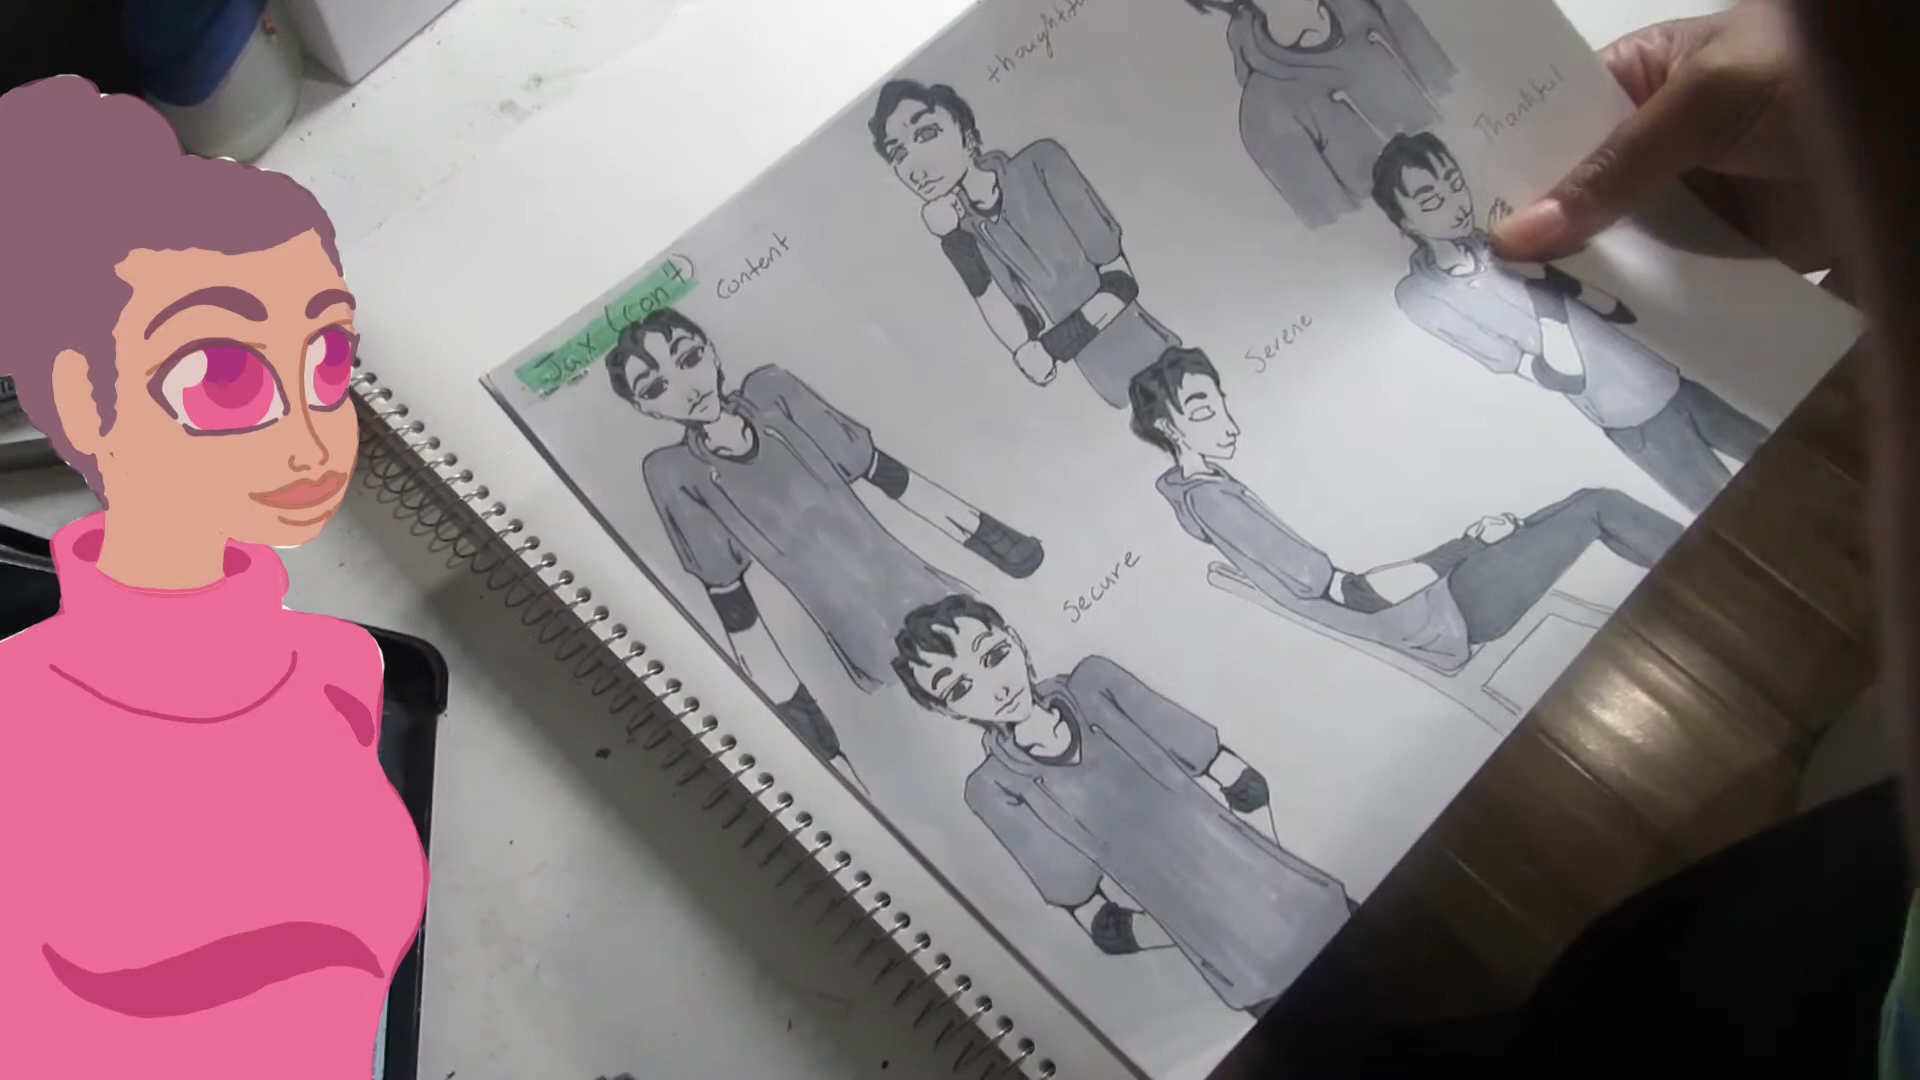 Jax (con't)
Content
Thankful
Serene
Secure